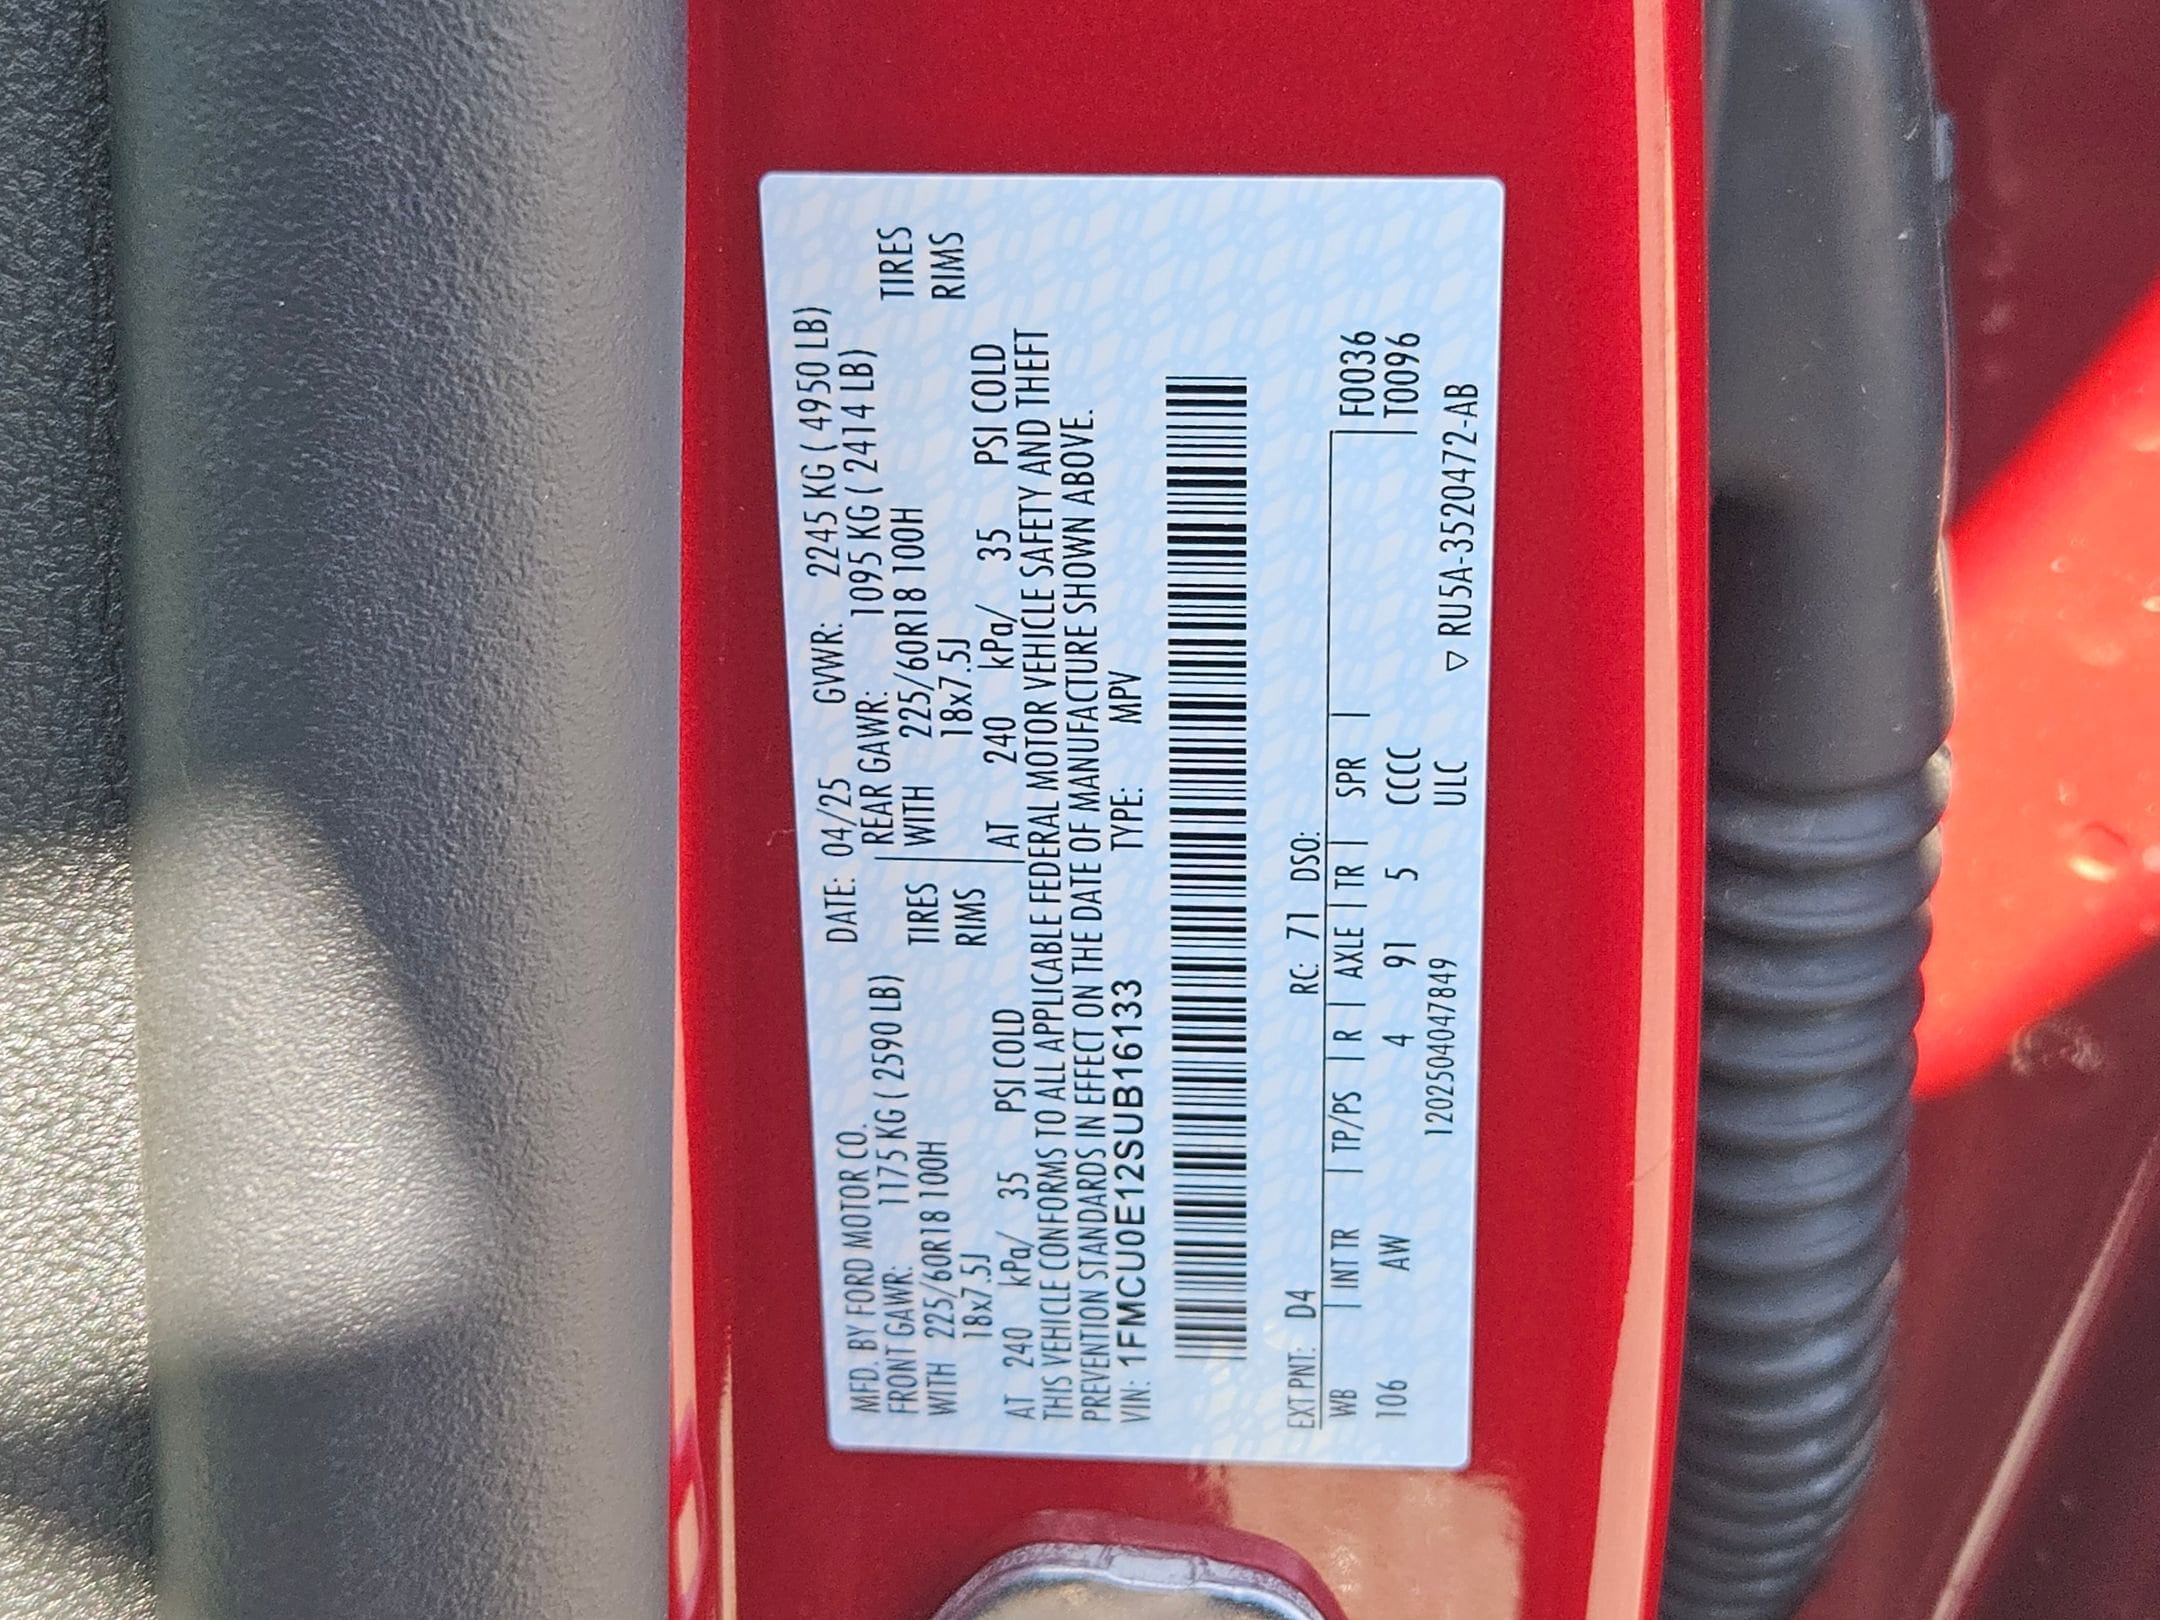 MFD. BY FORD MOTOR CO. DATE: 04/25 GVWR: 2245 KG ( 4950 LB)
FRONT GAWR: 1175 KG ( 2590 LB) REAR GAWR: 1095 KG ( 2414 LB)
WITH 225/60R18 100H TIRES WITH 225/60R18 100H TIRES
18x7.5J RIMS 18x7.5J RIMS
AT 240 kPa/ 35 PSI COLD AT 240 kPa/ 35 PSI COLD
THIS VEHICLE CONFORMS TO ALL APPLICABLE FEDERAL MOTOR VEHICLE SAFETY AND THEFT
PREVENTION STANDARDS IN EFFECT ON THE DATE OF MANUFACTURE SHOWN ABOVE.
VIN: 1FMCU0E12SUB16133 TYPE: MPV
EXT PNT: D4 RC: 71 DSO:
WB | INT TR | TP/PS | R | AXLE | TR | SPR | F0036
106 AW 4 91 5 CCCC T0096
1202504047849 ULC
▽ RU5A-3520472-AB